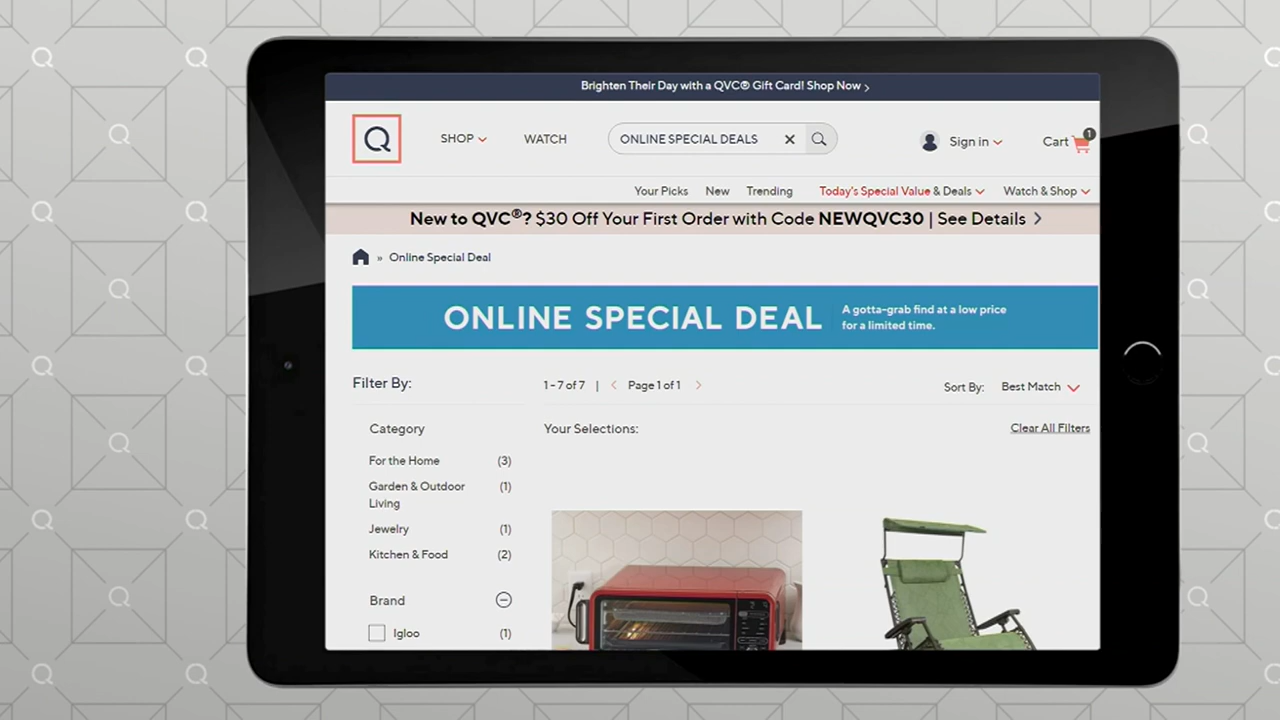 Brighten Their Day with a QVC® Gift Card! Shop Now >
Q SHOP WATCH ONLINE SPECIAL DEALS Sign in Cart 1
Your Picks New Trending Today's Special Value & Deals Watch & Shop
New to QVC®? $30 Off Your First Order with Code NEWQVC30 | See Details >
» Online Special Deal
ONLINE SPECIAL DEAL
A gotta-grab find at a low price
for a limited time.
Filter By:
1 - 7 of 7 | < Page 1 of 1 >
Sort By: Best Match
Category
Your Selections:
Clear All Filters
For the Home (3)
Garden & Outdoor (1)
Living
Jewelry (1)
Kitchen & Food (2)
Brand
Igloo (1)